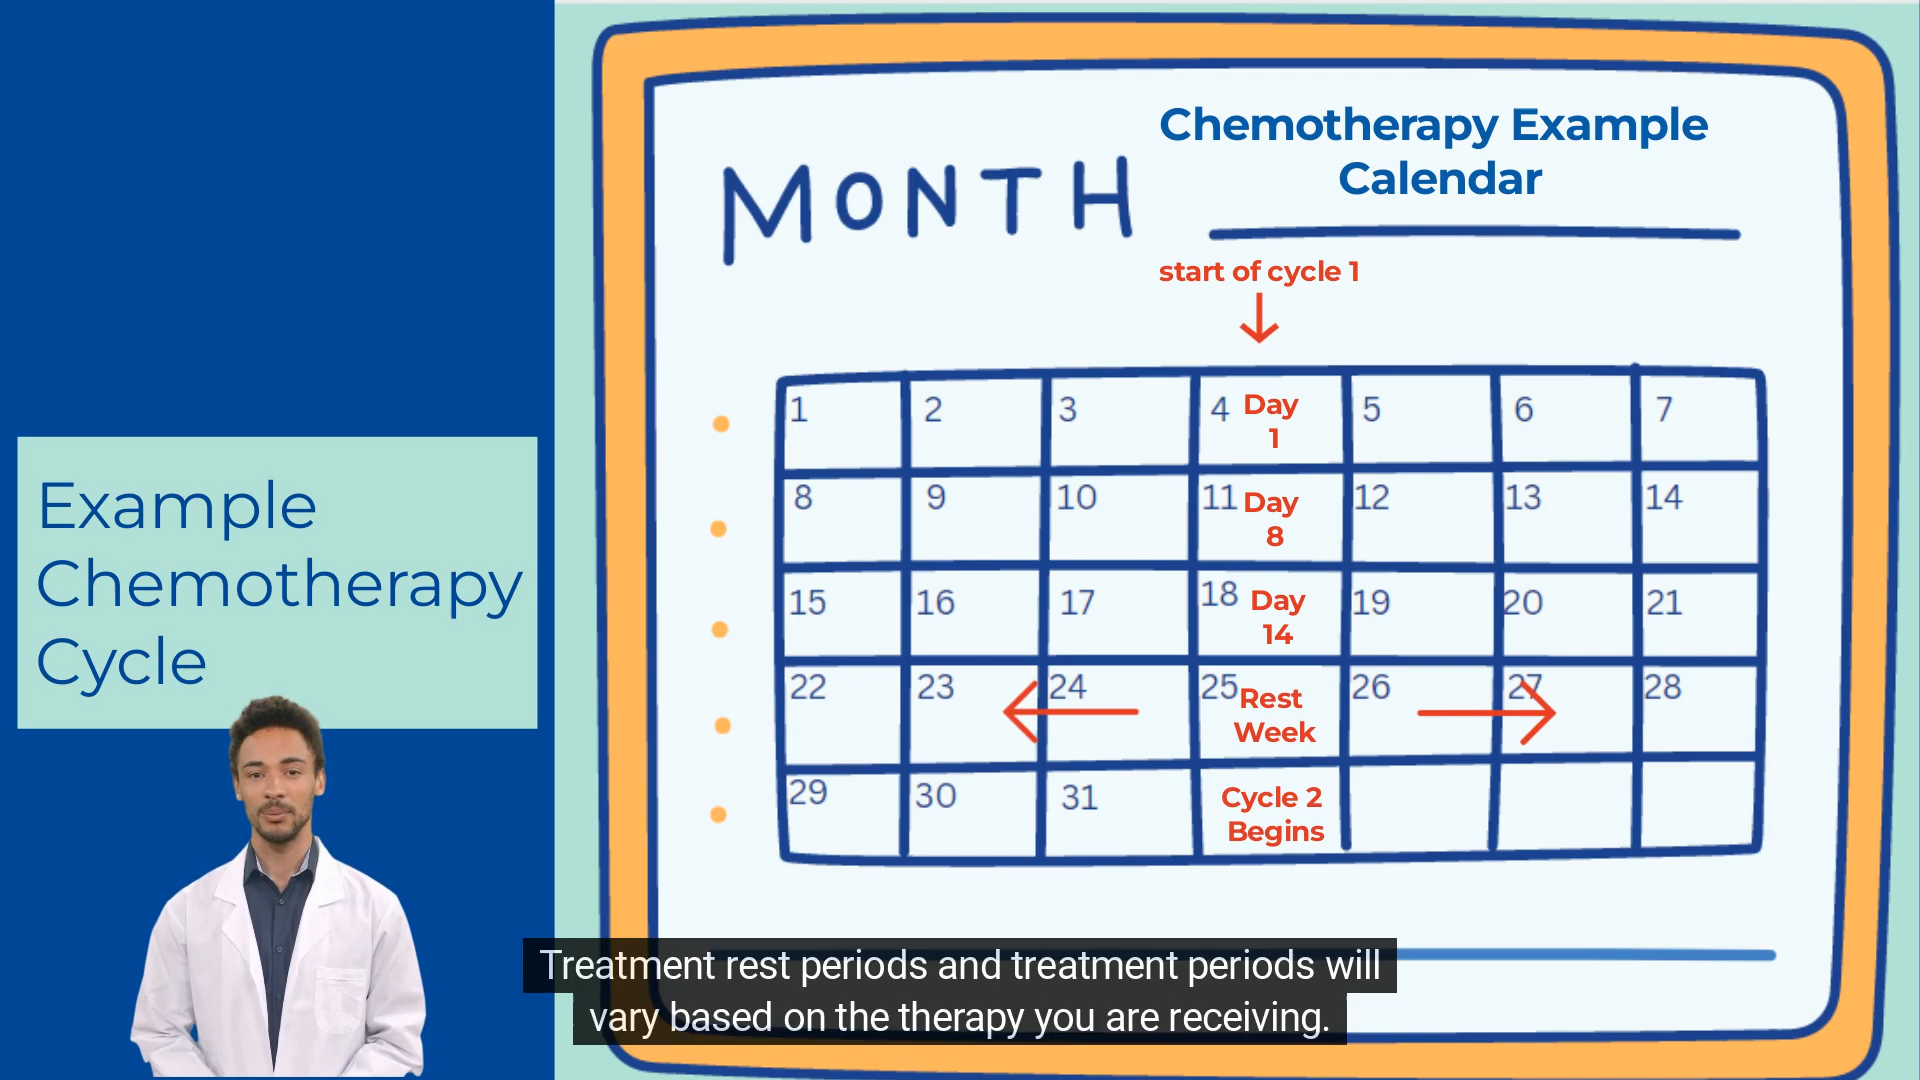 Example
Chemotherapy
Cycle
MONTH
Chemotherapy Example
Calendar
start of cycle 1
1 2 3 4 Day 5 6 7
1
8 9 10 11 Day 12 13 14
8
15 16 17 18 Day 19 20 21
14
22 23 24 25 Rest 26 27 28
Week
29 30 31 Cycle 2
Begins
Treatment rest periods and treatment periods will
vary based on the therapy you are receiving.